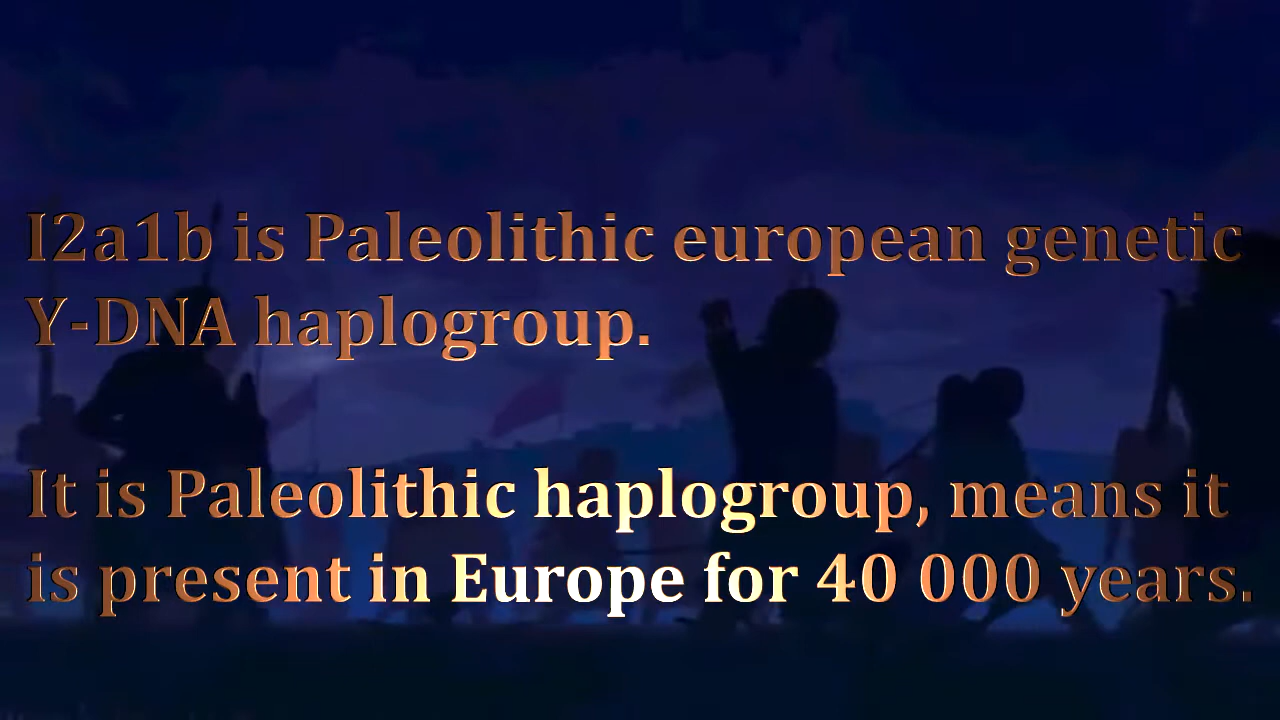 I2a1b is Paleolithic european genetic
Y-DNA haplogroup.
It is Paleolithic haplogroup, means it
is present in Europe for 40 000 years.